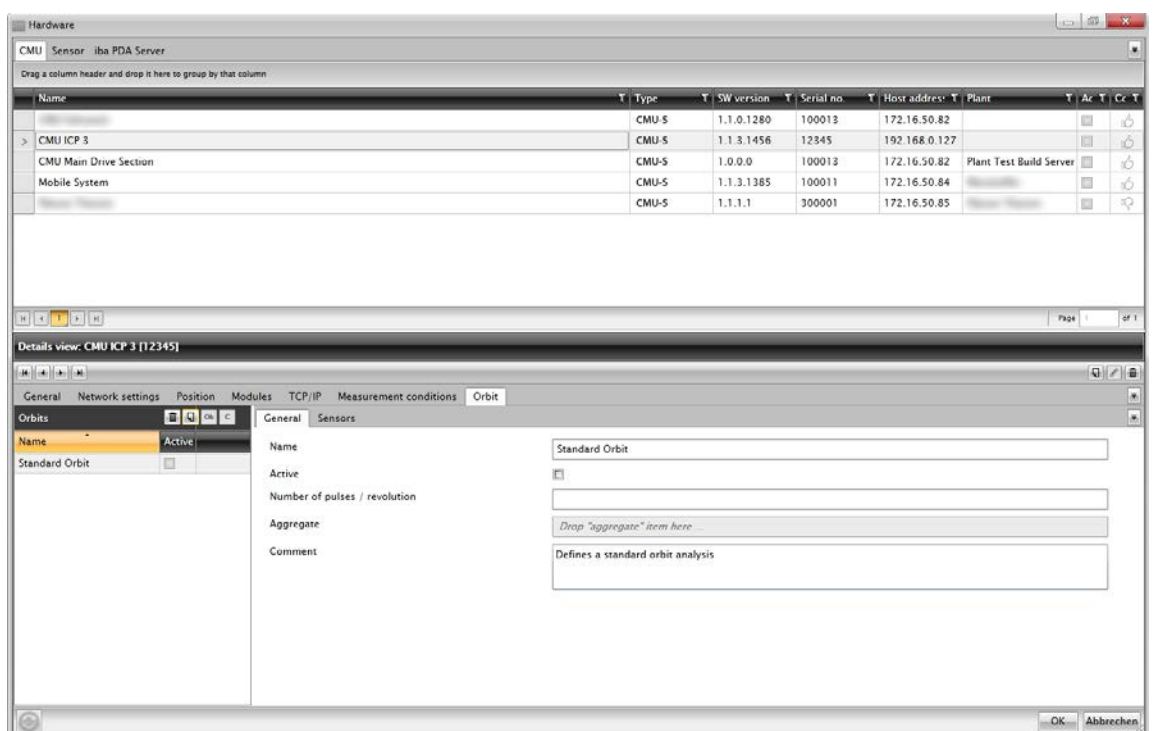 Hardware
CMU Sensor iba PDA Server
Drag a column header and drop it here to group by that column
Name Type SW version Serial no. Host address Plant Ac Cc
CMU-S 1.1.0.1280 100013 172.16.50.82
CMU ICP 3 CMU-S 1.1.3.1456 12345 192.168.0.127
CMU Main Drive Section CMU-S 1.0.0.0 100013 172.16.50.82 Plant Test Build Server
Mobile System CMU-S 1.1.3.1385 100011 172.16.50.84
CMU-S 1.1.1.1 300001 172.16.50.85
1 Page 1 of 1
Details view: CMU ICP 3 [12345]
General Network settings Position Modules TCP/IP Measurement conditions Orbit
Orbits Ob C General Sensors
Name Active
Standard Orbit
Name Standard Orbit
Active
Number of pulses / revolution
Aggregate Drop "aggregate" item here ...
Comment Defines a standard orbit analysis
OK Abbrechen